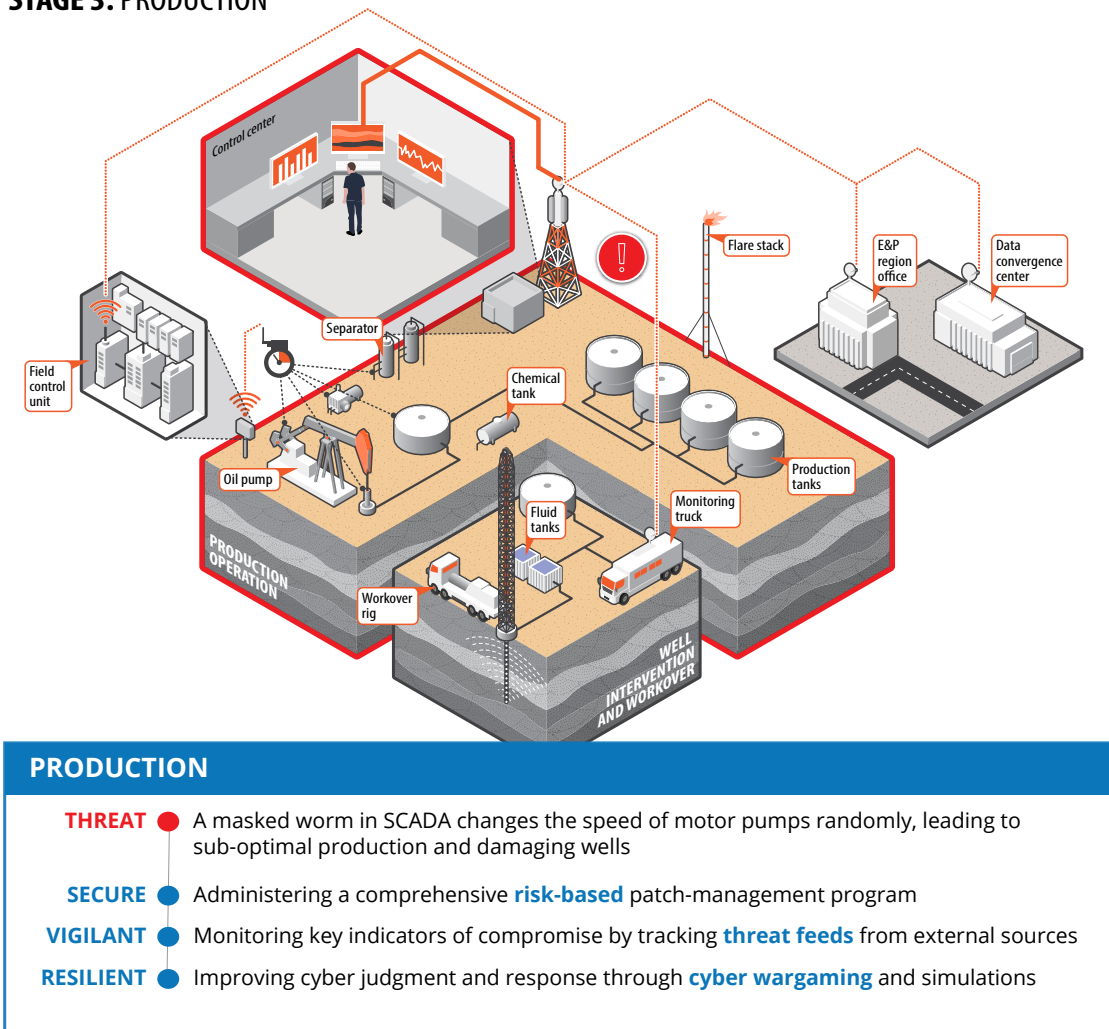 STAGE 3: PRODUCTION
Control center
Flare stack
E&P
region
office
Data
convergence
center
Separator
Field
control
unit
Chemical
tank
Oil pump
Production
tanks
Monitoring
truck
Fluid
tanks
Workover
rig
PRODUCTION
OPERATION
WELL
INTERVENTION
AND WORKOVER
PRODUCTION
THREAT A masked worm in SCADA changes the speed of motor pumps randomly, leading to
sub-optimal production and damaging wells
SECURE Administering a comprehensive risk-based patch-management program
VIGILANT Monitoring key indicators of compromise by tracking threat feeds from external sources
RESILIENT Improving cyber judgment and response through cyber wargaming and simulations